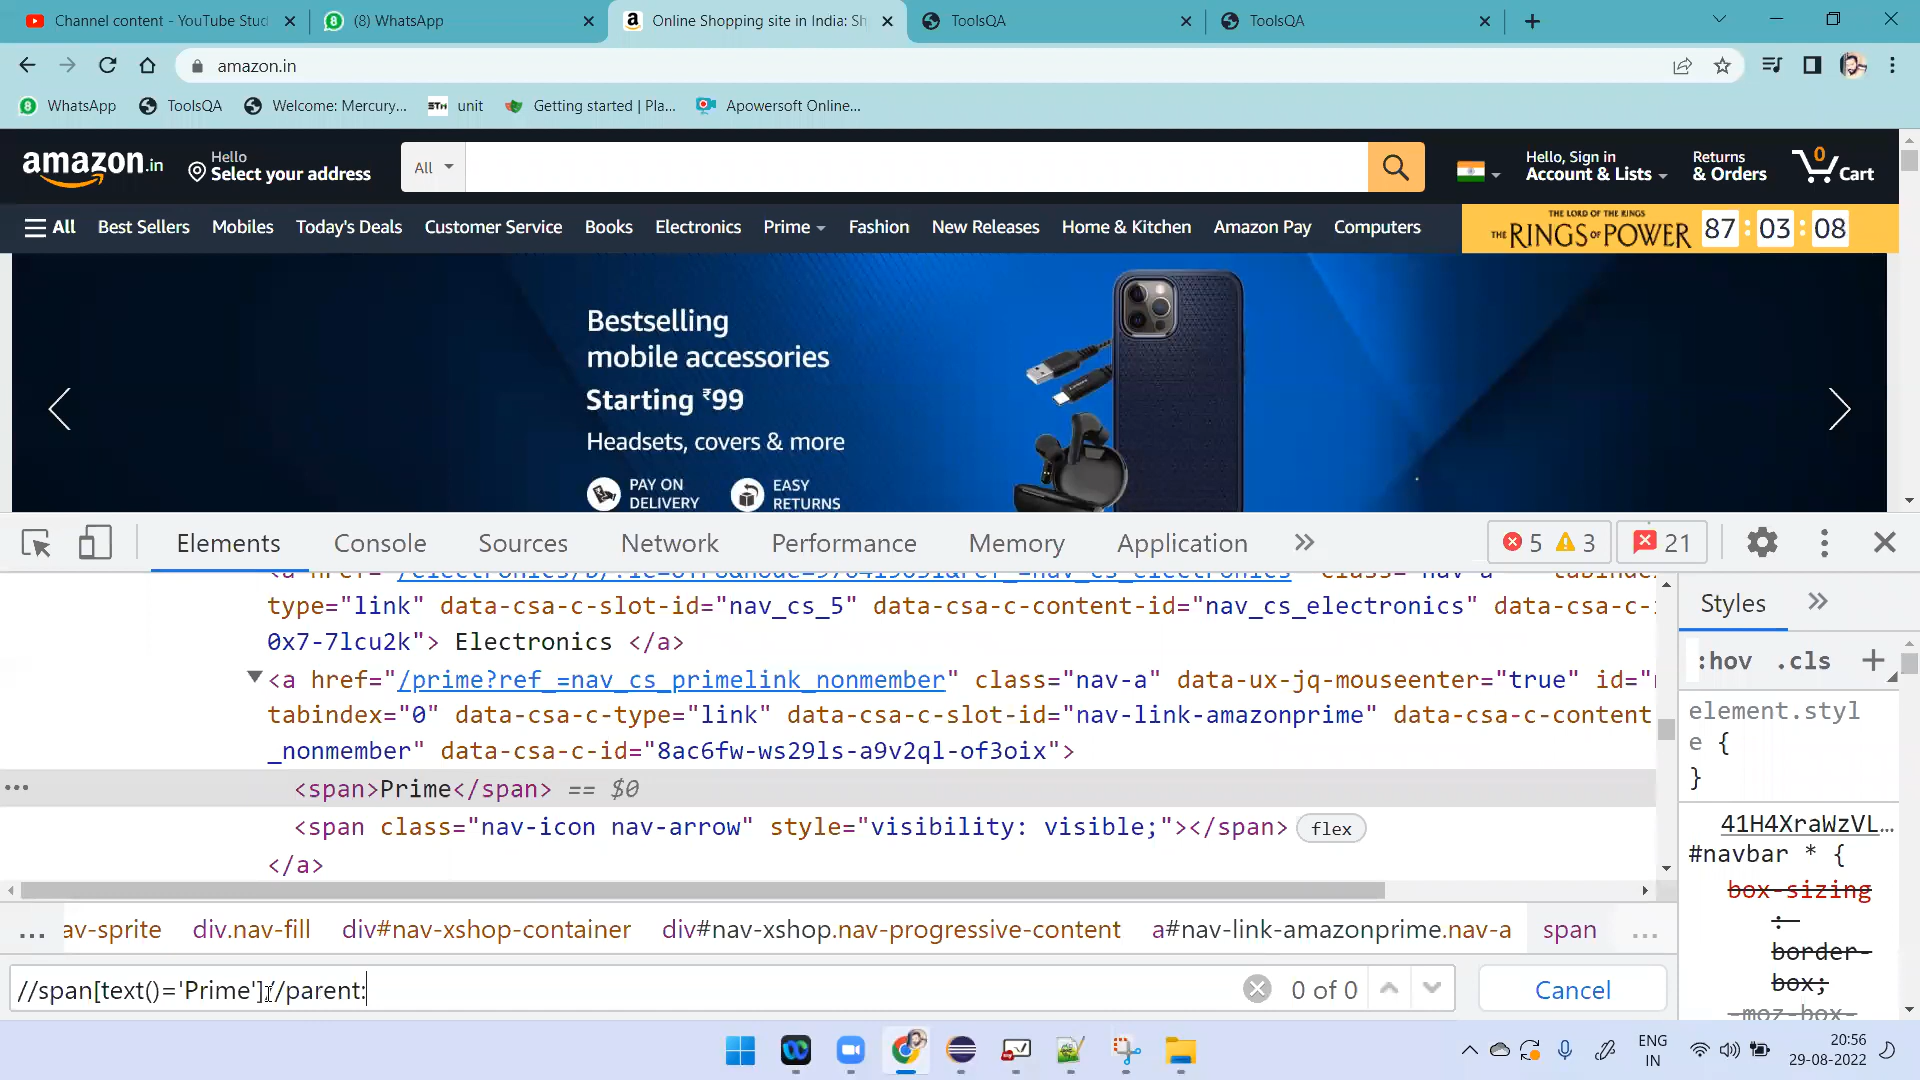 Channel content - YouTube Stud
(8) WhatsApp
Online Shopping site in India: Sh
ToolsQA
ToolsQA
amazon.in
WhatsApp
ToolsQA
Welcome: Mercury...
unit
Getting started | Pla...
Apowersoft Online...
amazon.in
Hello
Select your address
All
Hello, Sign in
Account & Lists
Returns
& Orders
0
Cart
All
Best Sellers
Mobiles
Today's Deals
Customer Service
Books
Electronics
Prime
Fashion
New Releases
Home & Kitchen
Amazon Pay
Computers
THE LORD OF THE RINGS
THE RINGS OF POWER
87 : 03 : 08
Bestselling
mobile accessories
Starting ₹99
Headsets, covers & more
PAY ON
DELIVERY
EASY
RETURNS
Elements
Console
Sources
Network
Performance
Memory
Application
5
3
21
type="link" data-csa-c-slot-id="nav_cs_5" data-csa-c-content-id="nav_cs_electronics" data-csa-c-
0x7-7lcu2k"> Electronics </a>
<a href="/prime?ref_=nav_cs_primelink_nonmember" class="nav-a" data-ux-jq-mouseenter="true" id="
tabindex="0" data-csa-c-type="link" data-csa-c-slot-id="nav-link-amazonprime" data-csa-c-content
_nonmember" data-csa-c-id="8ac6fw-ws29ls-a9v2ql-of3oix">
<span>Prime</span> == $0
<span class="nav-icon nav-arrow" style="visibility: visible;"></span>
flex
</a>
... av-sprite
div.nav-fill
div#nav-xshop-container
div#nav-xshop.nav-progressive-content
a#nav-link-amazonprime.nav-a
span
...
//span[text()='Prime']//parent:
0 of 0
Cancel
Styles
:hov .cls
element.styl
e {
}
41H4XraWzVL...
#navbar * {
box-sizing
:
border-
box;
-moz-box-
ENG
IN
20:56
29-08-2022